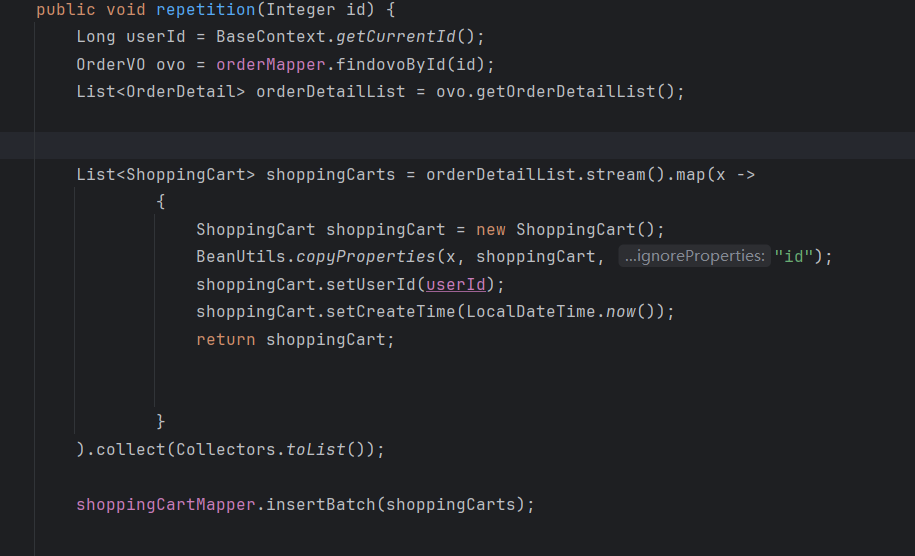 public void repetition(Integer id) {
Long userId = BaseContext.getCurrentId();
OrderVO ovo = orderMapper.findovoById(id);
List<OrderDetail> orderDetailList = ovo.getOrderDetailList();
List<ShoppingCart> shoppingCarts = orderDetailList.stream().map(x ->
{
ShoppingCart shoppingCart = new ShoppingCart();
BeanUtils.copyProperties(x, shoppingCart, ...ignoreProperties: "id");
shoppingCart.setUserId(userId);
shoppingCart.setCreateTime(LocalDateTime.now());
return shoppingCart;
}
).collect(Collectors.toList());
shoppingCartMapper.insertBatch(shoppingCarts);